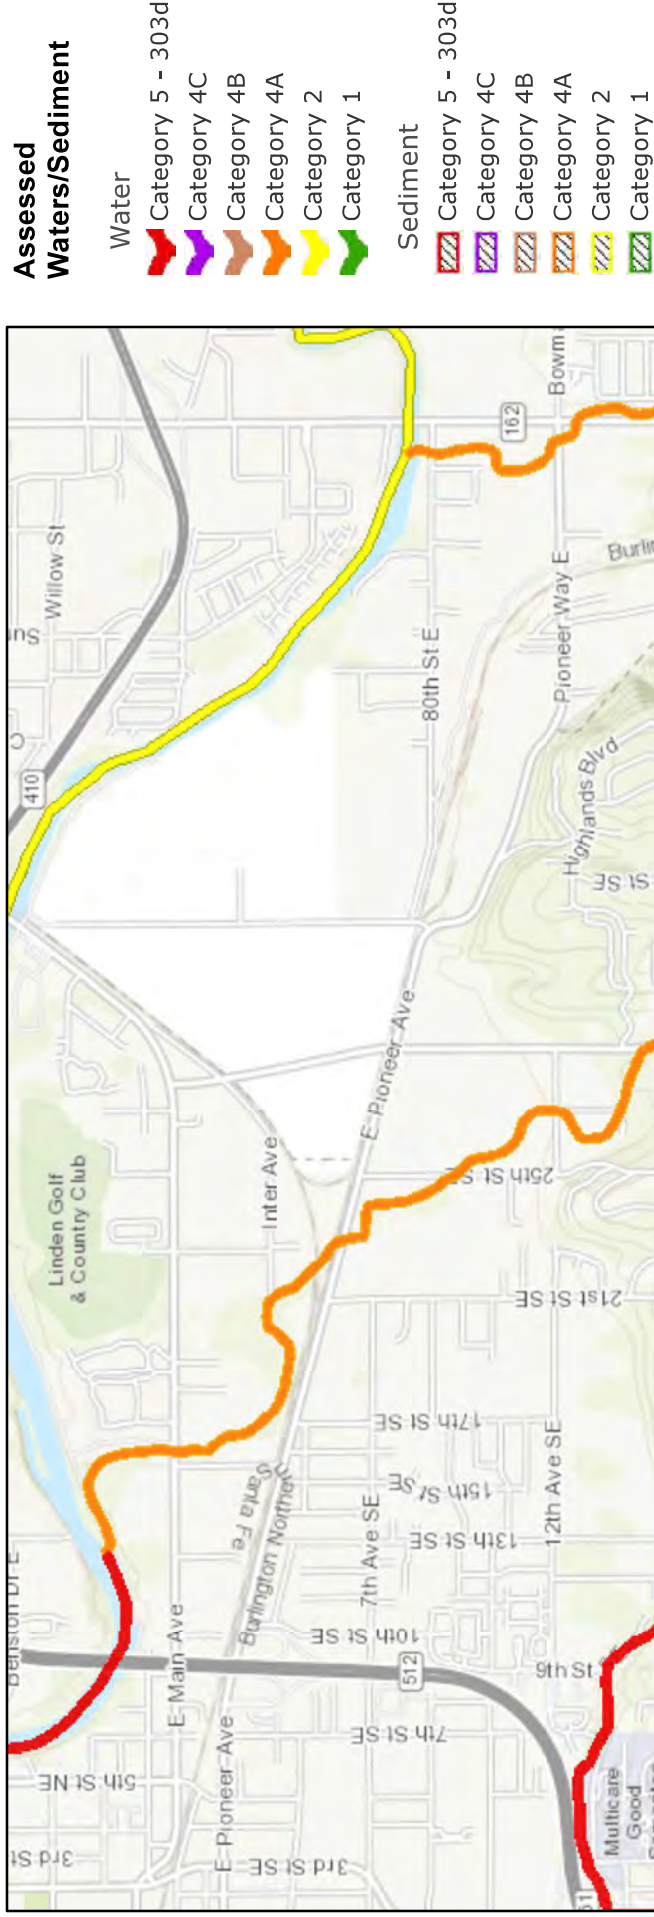 Assessed
Waters/Sediment
Water
Category 5 - 303d
Category 4C
Category 4B
Category 4A
Category 2
Category 1
Sediment
Category 5 - 303d
Category 4C
Category 4B
Category 4A
Category 2
Category 1
Willow St
410
162
80th St E
Pioneer Way E
Highlands Blvd
St SE
E Pioneer Ave
Linden Golf
& Country Club
Inter Ave
25th St SE
21st St SE
17th St SE
15th St SE
13th St SE
12th Ave SE
7th Ave SE
10th St SE
Burlington Northern
Santa Fe
E Main Ave
512
9th St
7th St SE
5th St NE
E Pioneer Ave
3rd St SE
3rd St
Multicare
Good